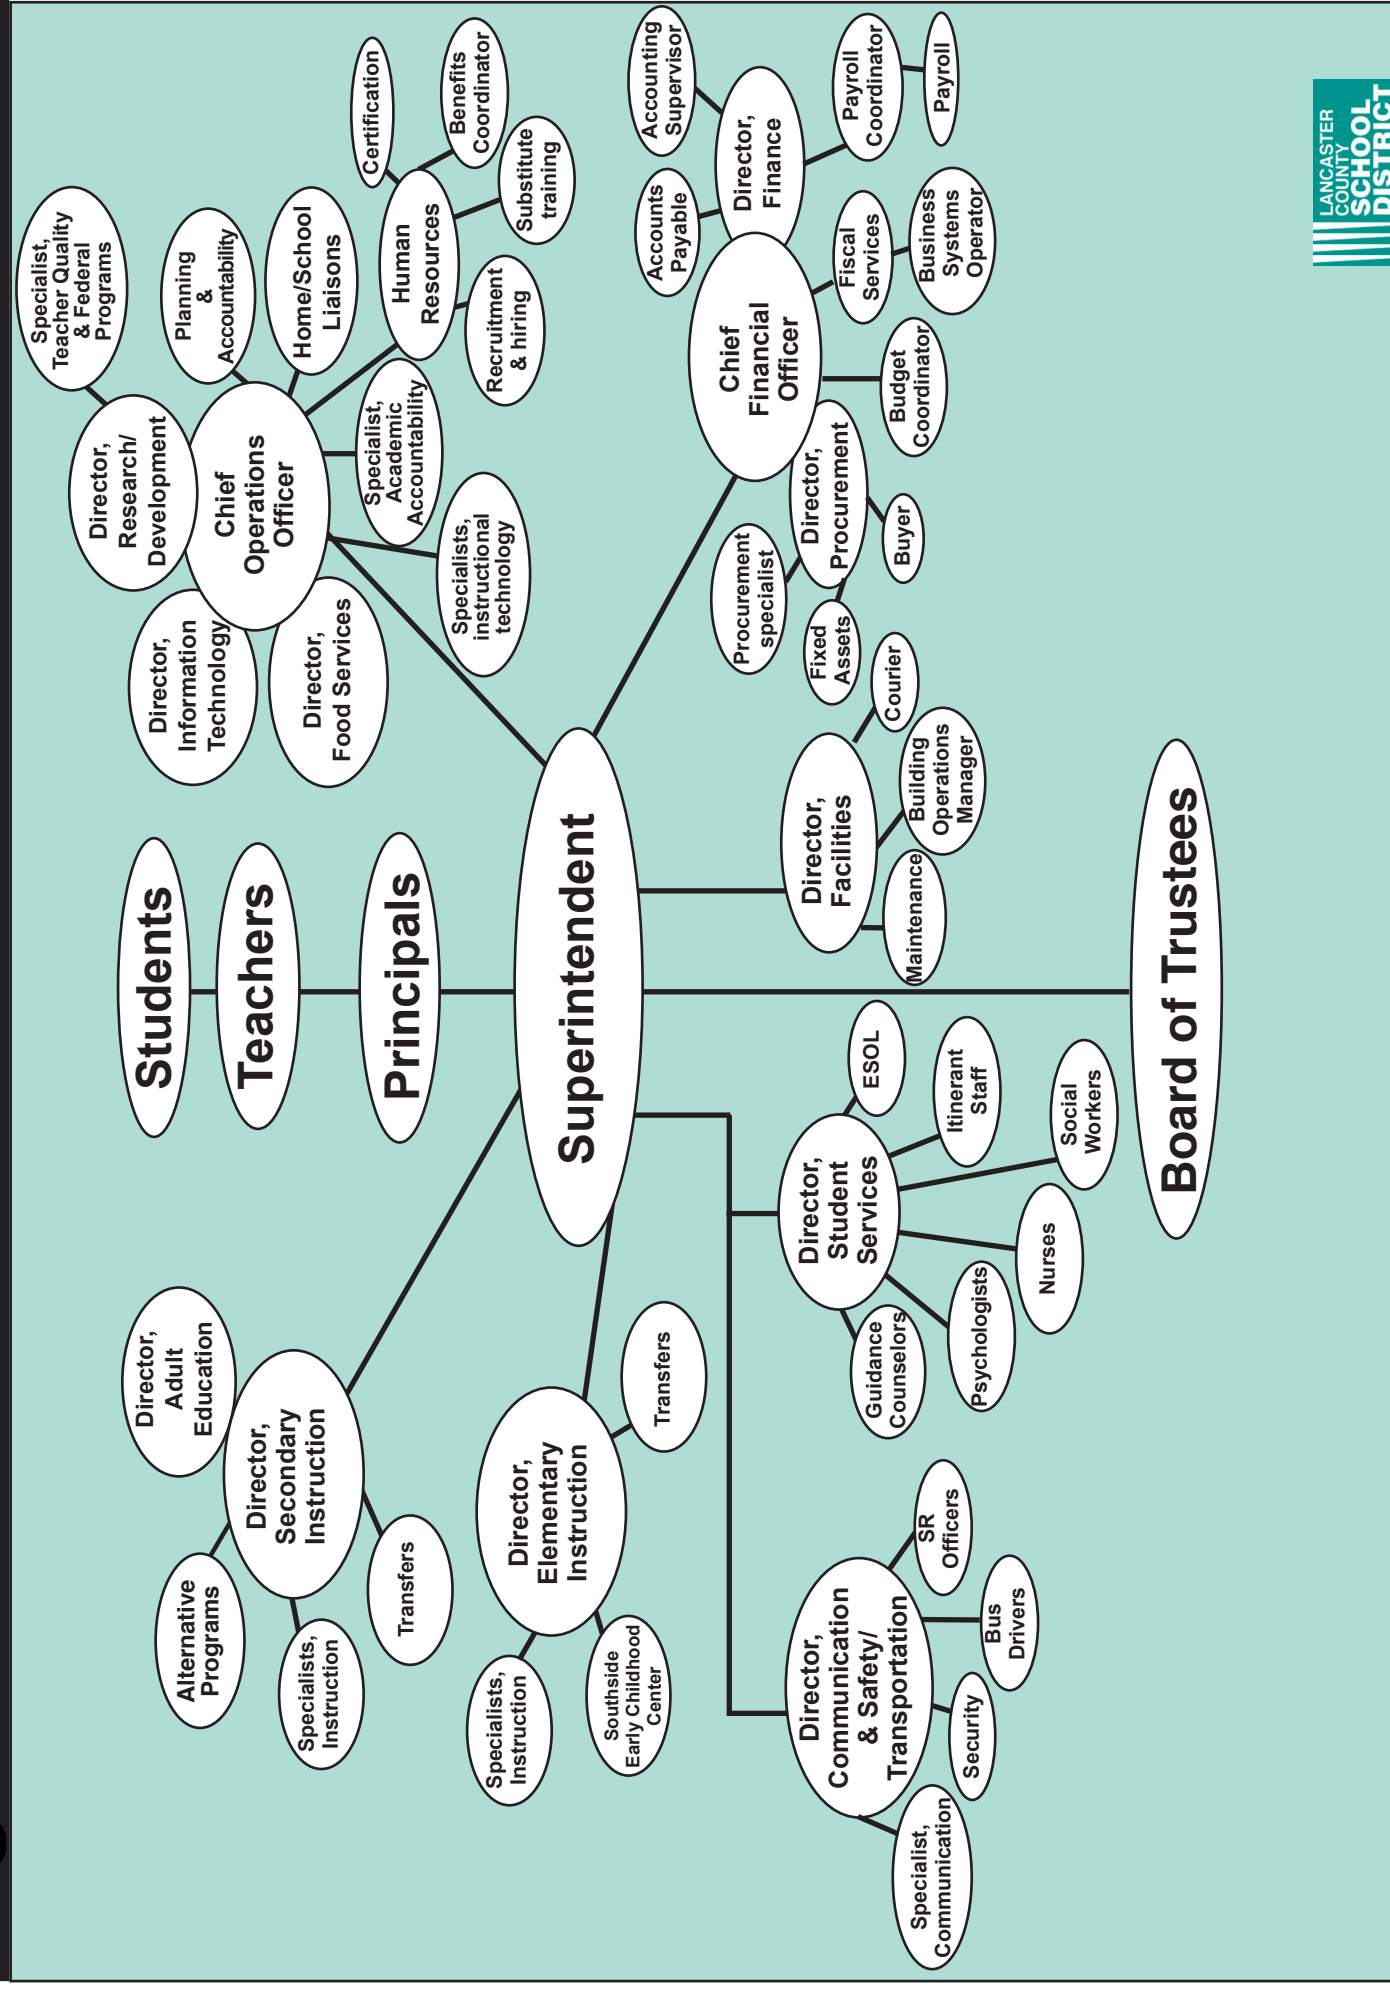 Students
Teachers
Principals
Superintendent
Board of Trustees
Director,
Adult
Education
Director,
Secondary
Instruction
Alternative
Programs
Specialists,
Instruction
Transfers
Director,
Elementary
Instruction
Transfers
Specialists,
Instruction
Southside
Early Childhood
Center
Director,
Communication
& Safety/
Transportation
Specialist,
Communication
Security
Bus
Drivers
SR
Officers
Director,
Student
Services
Guidance
Counselors
Psychologists
Nurses
Social
Workers
Itinerant
Staff
ESOL
Director,
Facilities
Maintenance
Building
Operations
Manager
Courier
Chief
Operations
Officer
Director,
Information
Technology
Director,
Food Services
Director,
Research/
Development
Specialist,
Teacher Quality
& Federal
Programs
Planning
&
Accountability
Home/School
Liaisons
Human
Resources
Certification
Benefits
Coordinator
Substitute
training
Recruitment
& hiring
Specialist,
Academic
Accountability
Specialists,
instructional
technology
Chief
Financial
Officer
Director,
Finance
Accounts
Payable
Accounting
Supervisor
Payroll
Coordinator
Payroll
Fiscal
Services
Business
Systems
Operator
Budget
Coordinator
Director,
Procurement
Procurement
specialist
Fixed
Assets
Buyer
LANCASTER
COUNTY
SCHOOL
DISTRICT